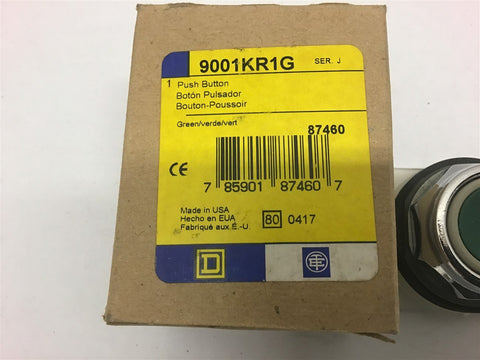 9001KR1G SER. J
1 Push Button
Botón Pulsador
Bouton-Poussoir
Green/verde/vert
87460
CE
7 85901 87460 7
Made in USA
Hecho en EUA
Fabriqué aux É.-U.
80 0417
D
TE